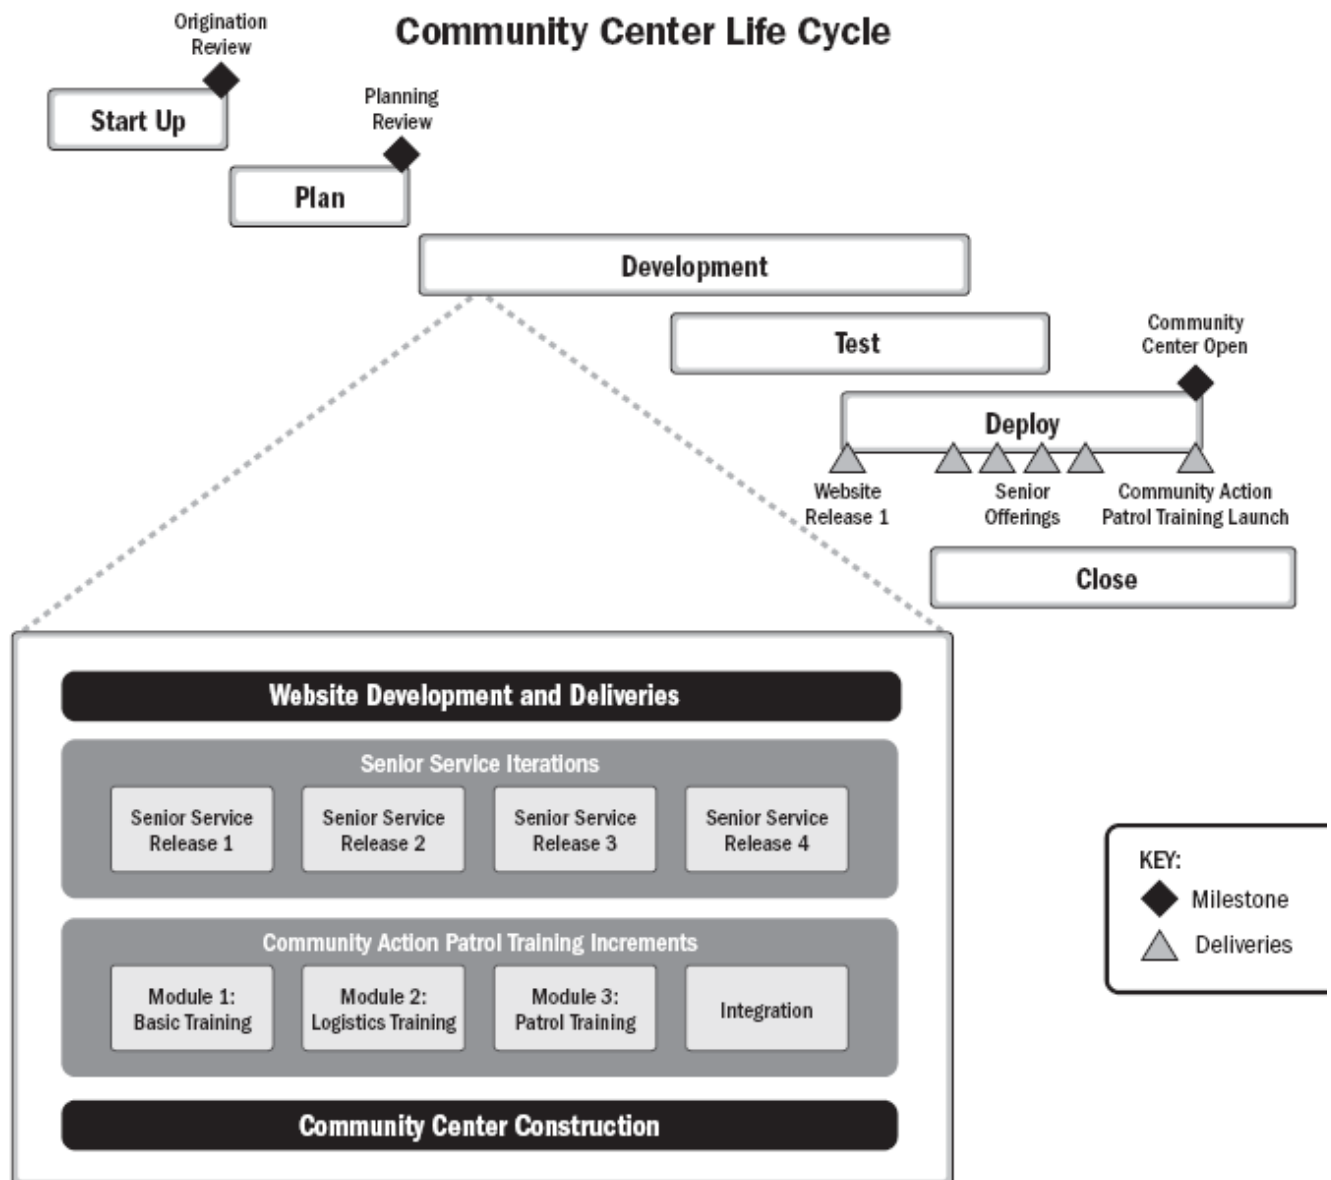 Community Center Life Cycle
Origination
Review
Start Up
Planning
Review
Plan
Development
Test
Community
Center Open
Deploy
Website
Release 1
Senior
Offerings
Community Action
Patrol Training Launch
Close
Website Development and Deliveries
Senior Service Iterations
Senior Service
Release 1
Senior Service
Release 2
Senior Service
Release 3
Senior Service
Release 4
Community Action Patrol Training Increments
Module 1:
Basic Training
Module 2:
Logistics Training
Module 3:
Patrol Training
Integration
Community Center Construction
KEY:
Milestone
Deliveries